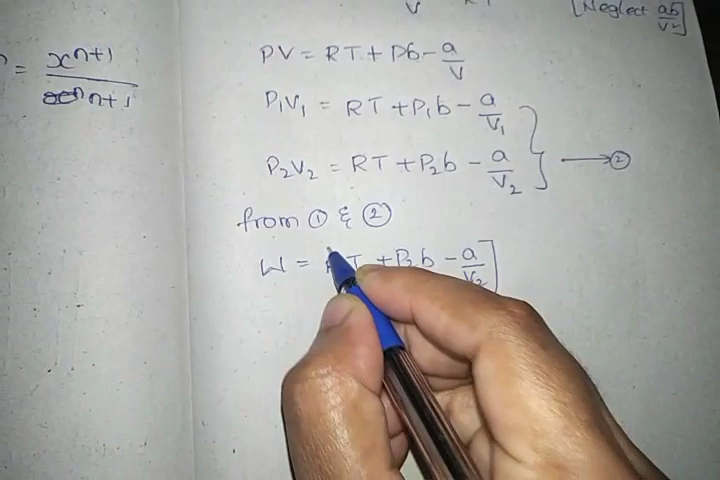 [Neglect ab/V²]
= x^(n+1)/(n+1)
PV = RT + Pb - a/V
P₁V₁ = RT + P₁b - a/V₁
P₂V₂ = RT + P₂b - a/V₂ → ②
from ① & ②
W = RT + P₂b - a/V₂]